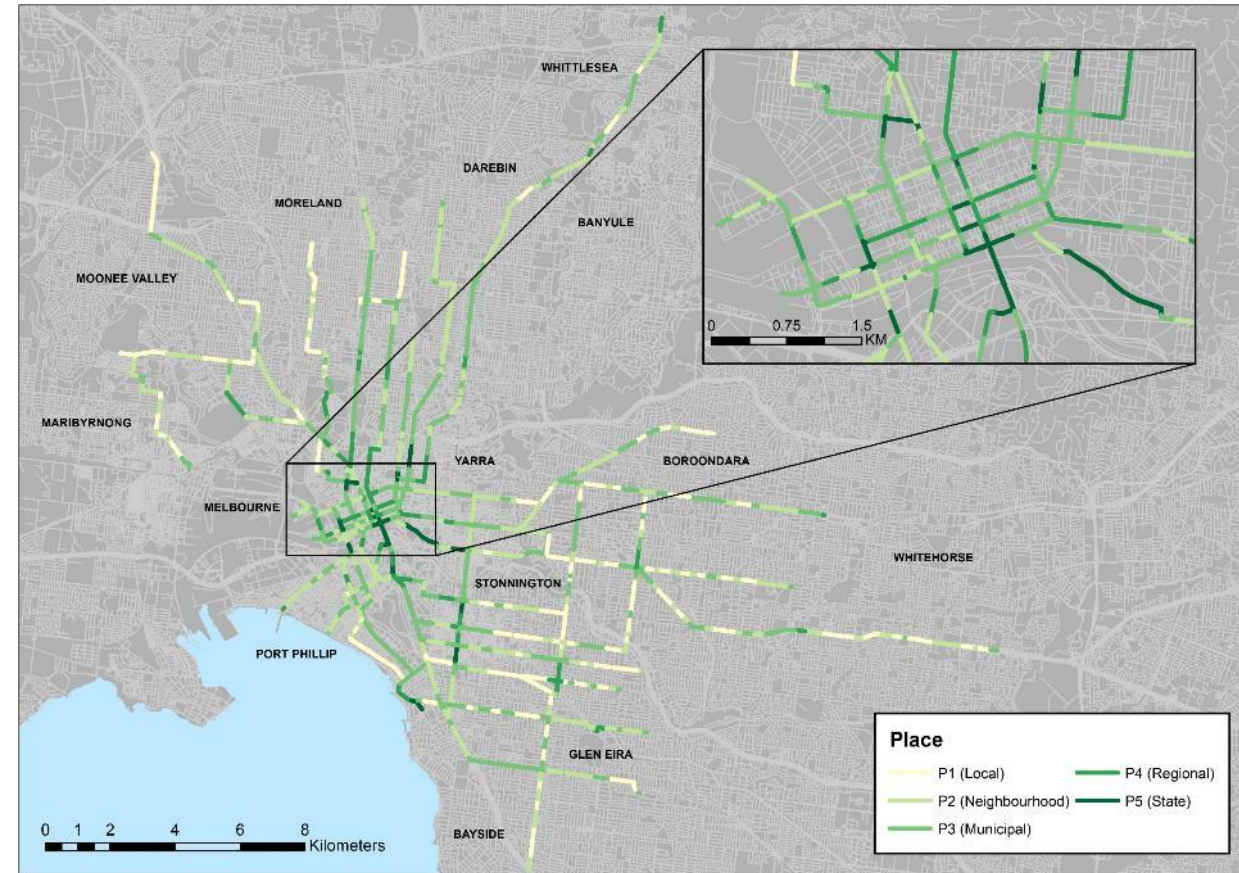 WHITTLESEA
DAREBIN
MORELAND
BANYULE
MOONEE VALLEY
MARIBYRNONG
YARRA
BOROONDARA
MELBOURNE
WHITEHORSE
STONNINGTON
PORT PHILLIP
GLEN EIRA
BAYSIDE
0 0.75 1.5
KM
0 1 2 4 6 8
Kilometers
Place
P1 (Local)
P2 (Neighbourhood)
P3 (Municipal)
P4 (Regional)
P5 (State)